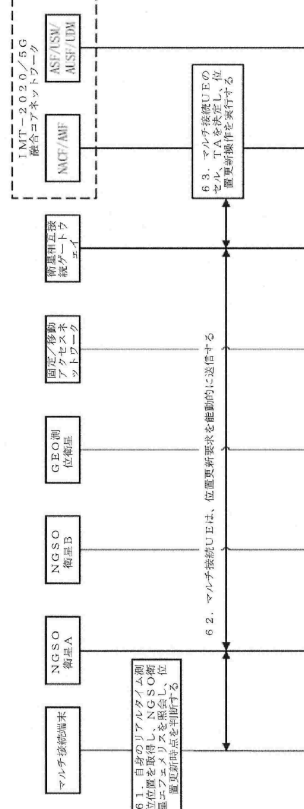 IMT-2020/5G
融合コアネットワーク
マルチ接続端末
NGSO
衛星A
NGSO
衛星B
GEO測
位衛星
固定/移動
アクセスネ
ットワーク
衛星相互接
続ゲートウ
ェイ
NACF/AMF
ASF/USM/
AUSF/UDM
61.自身のリアルタイム測
位位置を取得し、NGSO衛
星エフェメリスを照会し、位
置更新時点を判断する
62.マルチ接続UEは、位置更新要求を能動的に送信する
63.マルチ接続UEの
セル、TAを決定し、位
置更新操作を実行する